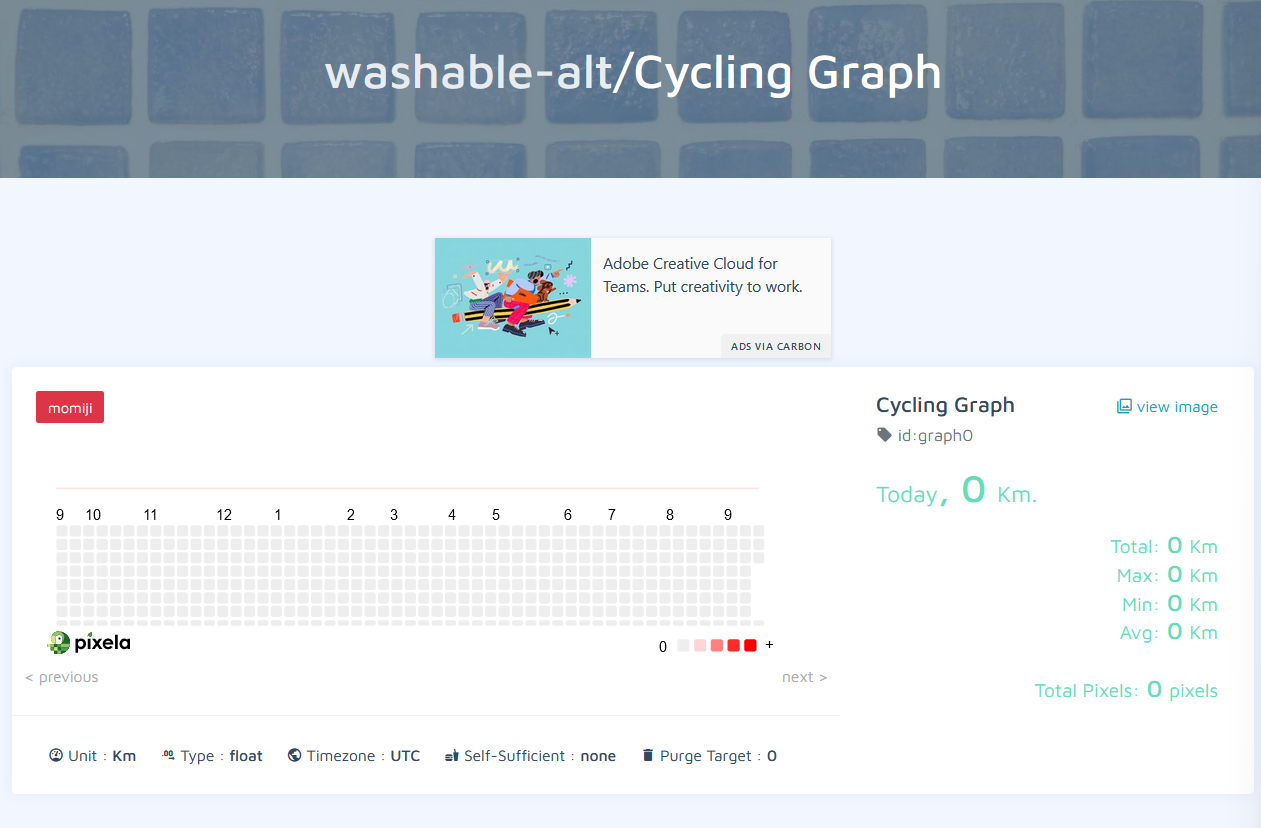 washable-alt/Cycling Graph
Adobe Creative Cloud for
Teams. Put creativity to work.
ADS VIA CARBON
momiji
9 10 11 12 1 2 3 4 5 6 7 8 9
pixela
0 +
< previous next >
Unit : Km Type : float Timezone : UTC Self-Sufficient : none Purge Target : 0
Cycling Graph view image
id:graph0
Today, 0 Km.
Total: 0 Km
Max: 0 Km
Min: 0 Km
Avg: 0 Km
Total Pixels: 0 pixels